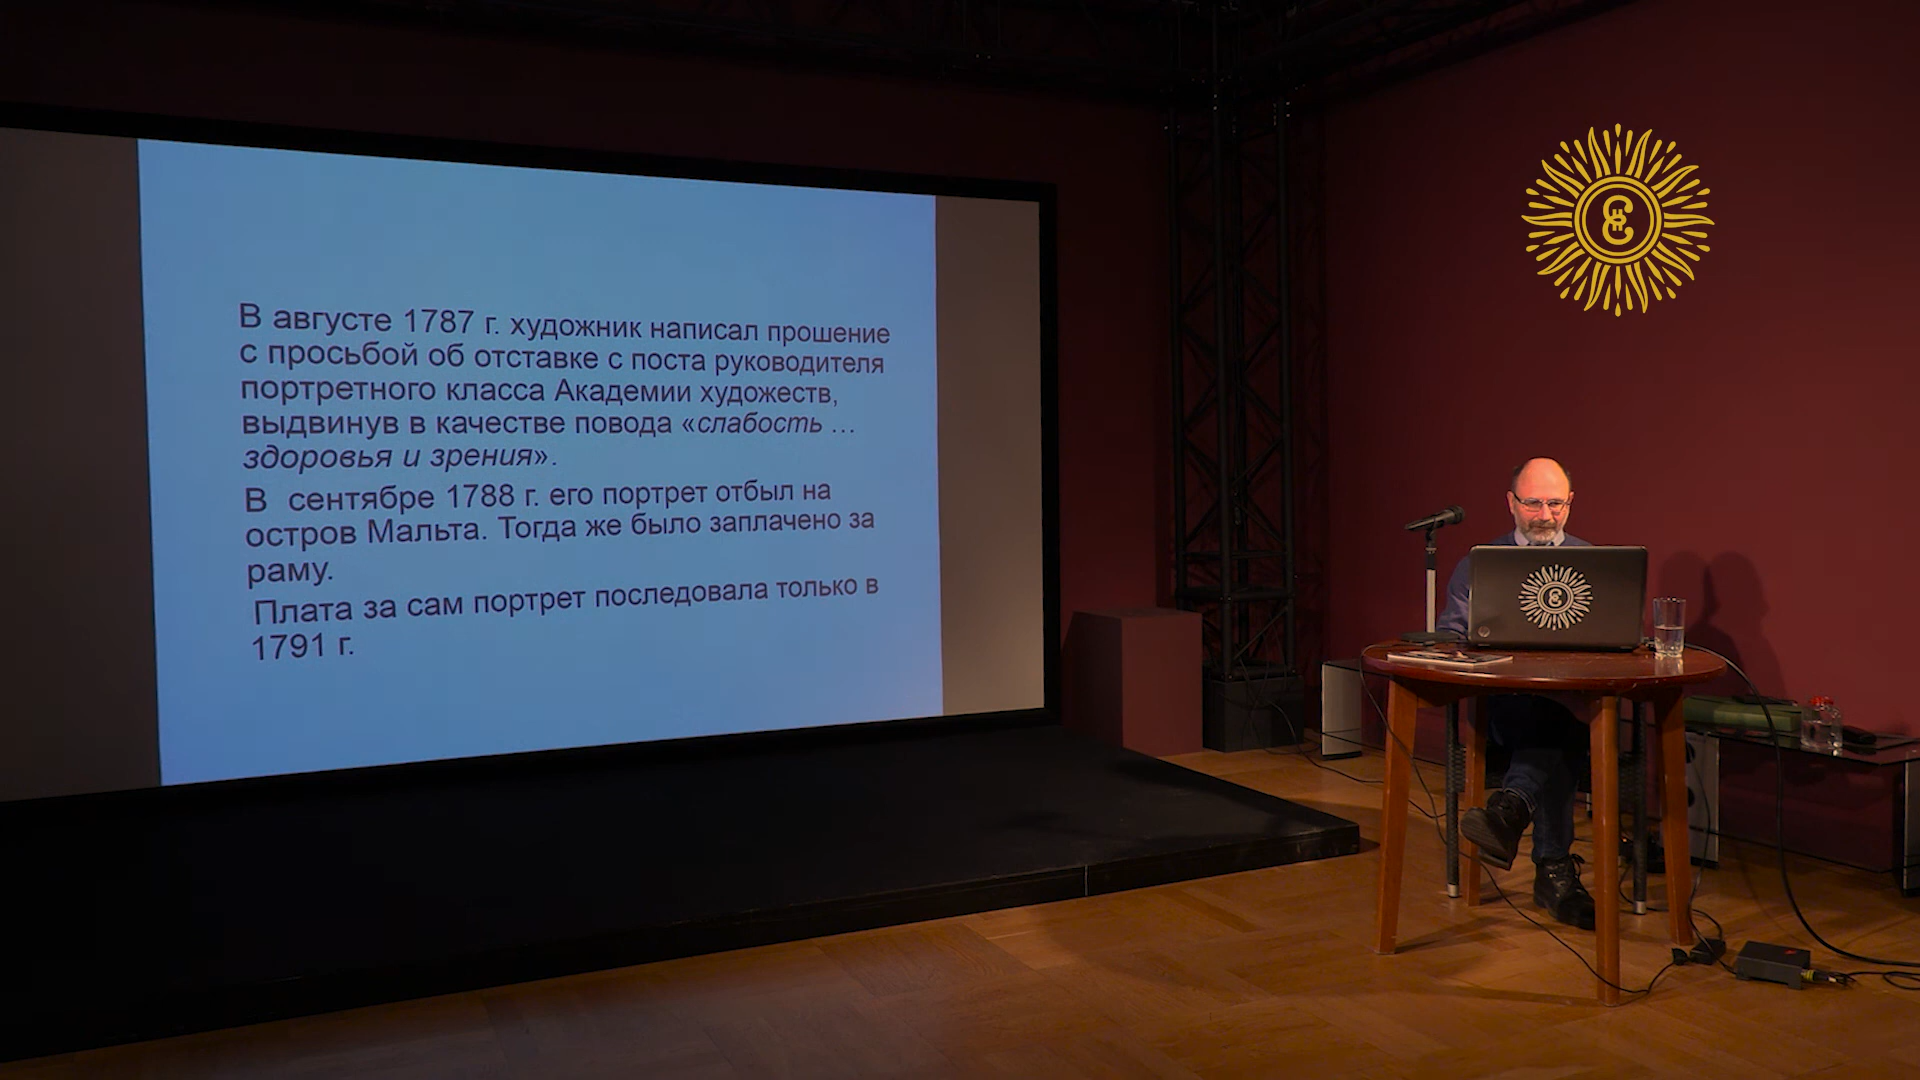 В августе 1787 г. художник написал прошение
с просьбой об отставке с поста руководителя
портретного класса Академии художеств,
выдвинув в качестве повода «слабость …
здоровья и зрения».
В  сентябре 1788 г. его портрет отбыл на
остров Мальта. Тогда же было заплачено за
раму.
Плата за сам портрет последовала только в
1791 г.